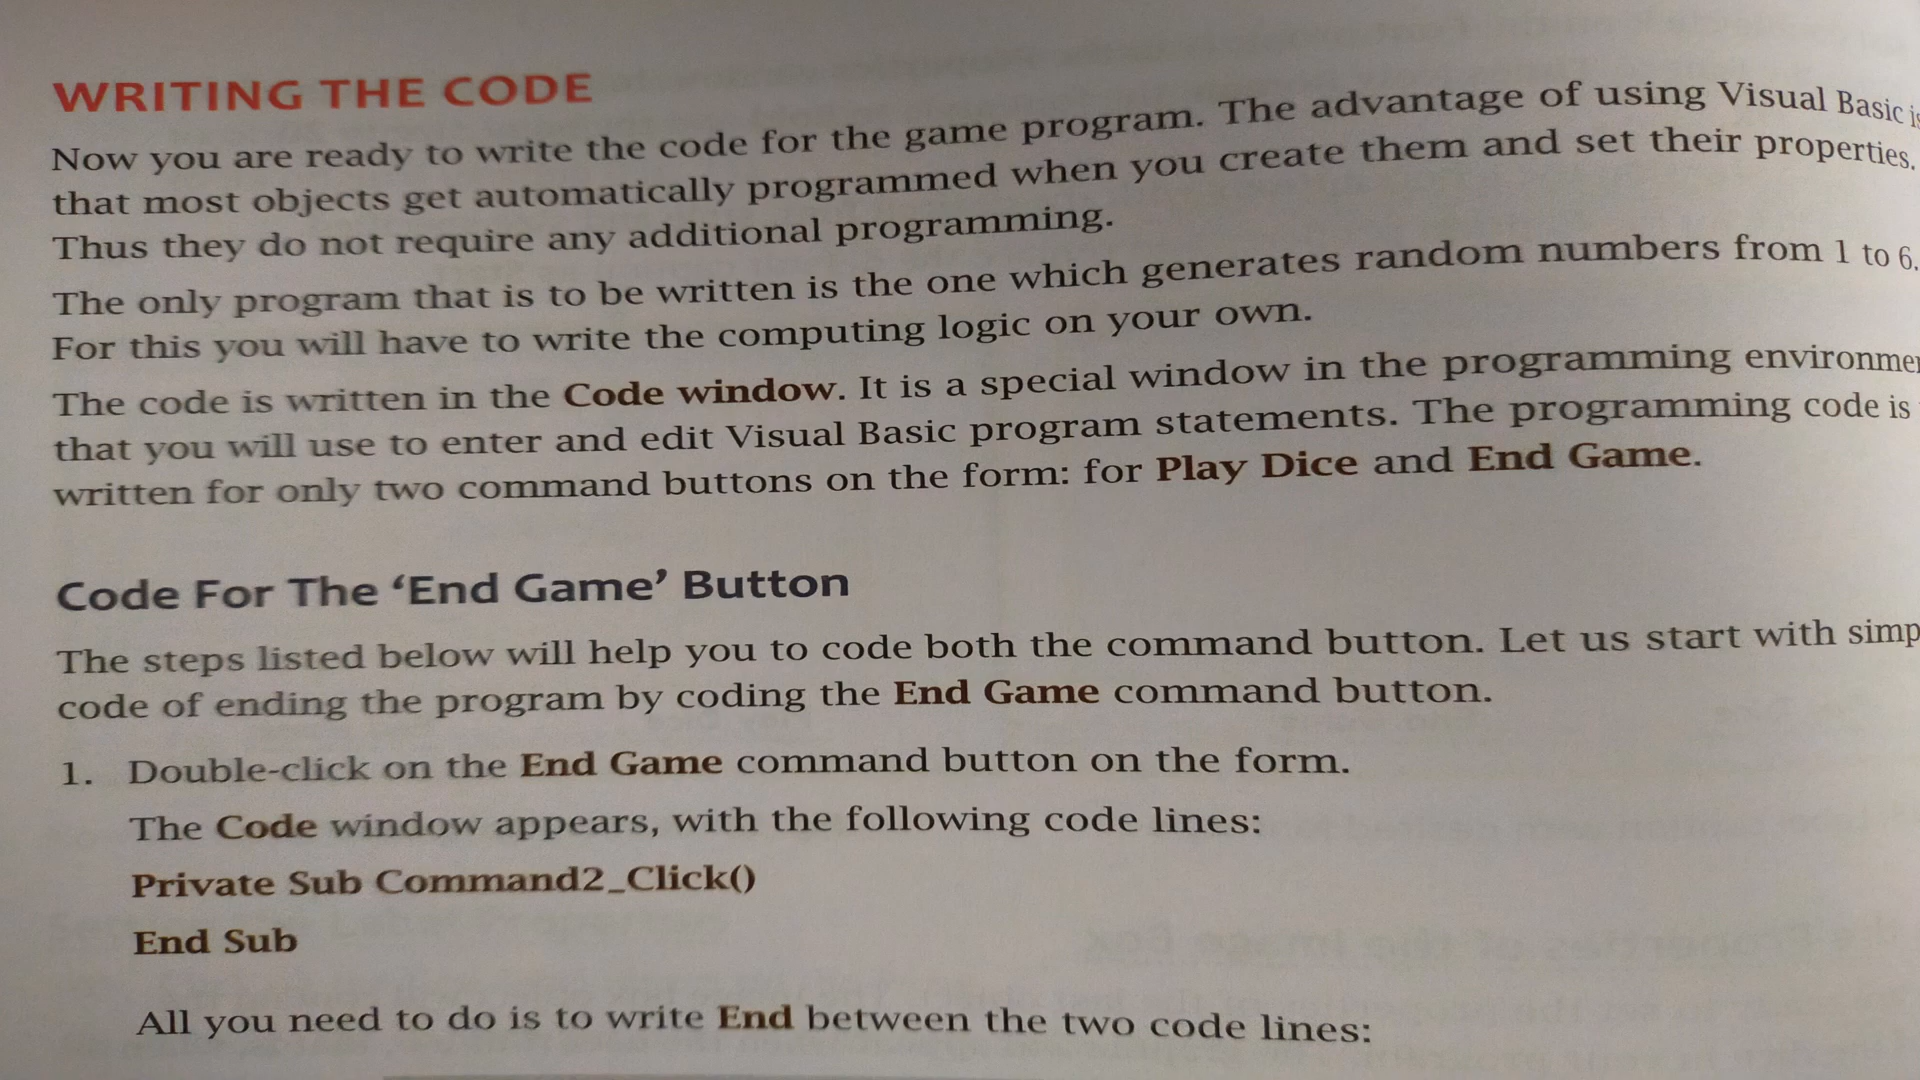 WRITING THE CODE
Now you are ready to write the code for the game program. The advantage of using Visual Basic is
that most objects get automatically programmed when you create them and set their properties.
Thus they do not require any additional programming.
The only program that is to be written is the one which generates random numbers from 1 to 6.
For this you will have to write the computing logic on your own.
The code is written in the Code window. It is a special window in the programming environmen
that you will use to enter and edit Visual Basic program statements. The programming code is
written for only two command buttons on the form: for Play Dice and End Game.
Code For The ‘End Game’ Button
The steps listed below will help you to code both the command button. Let us start with simp
code of ending the program by coding the End Game command button.
1. Double-click on the End Game command button on the form.
The Code window appears, with the following code lines:
Private Sub Command2_Click()
End Sub
All you need to do is to write End between the two code lines: